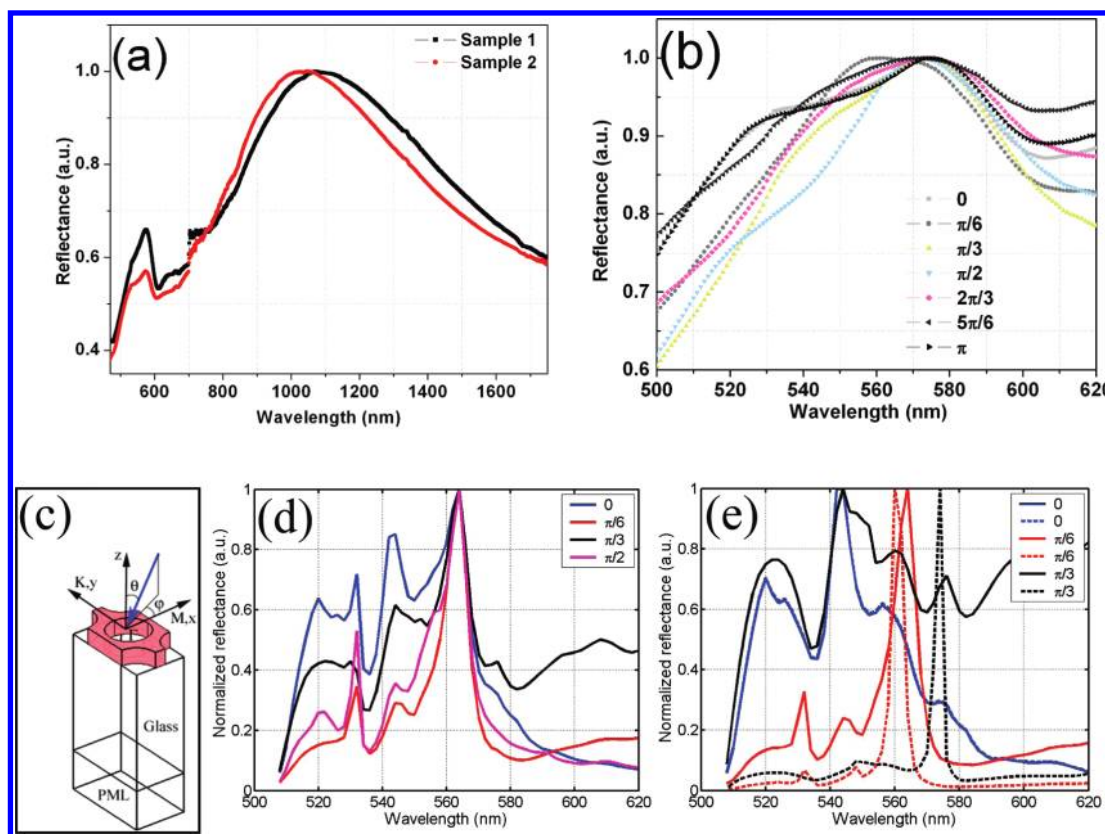 (a)
Sample 1
Sample 2
1.0
0.8
0.6
0.4
Reflectance (a.u.)
600 800 1000 1200 1400 1600
Wavelength (nm)
(b)
1.0
0.9
0.8
0.7
0.6
Reflectance (a.u.)
0
π/6
π/3
π/2
2π/3
5π/6
π
500 520 540 560 580 600 620
Wavelength (nm)
(c)
z
K,y
θ
φ
M,x
Glass
PML
(d)
0
π/6
π/3
π/2
1
0.8
0.6
0.4
0.2
Normalized reflectance (a.u.)
500 520 540 560 580 600 620
Wavelength (nm)
(e)
0
0
π/6
π/6
π/3
π/3
1
0.8
0.6
0.4
0.2
Normalized reflectance (a.u.)
500 520 540 560 580 600 620
Wavelength (nm)